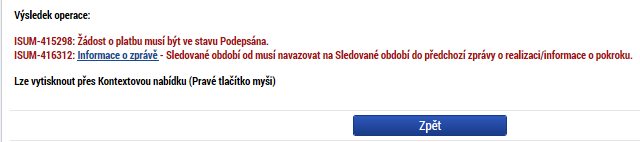 Výsledek operace:
ISUM-415298: Žádost o platbu musí být ve stavu Podepsána.
ISUM-416312: Informace o zprávě - Sledované období od musí navazovat na Sledované období do předchozí zprávy o realizaci/informace o pokroku.
Lze vytisknout přes Kontextovou nabídku (Pravé tlačítko myši)
Zpět